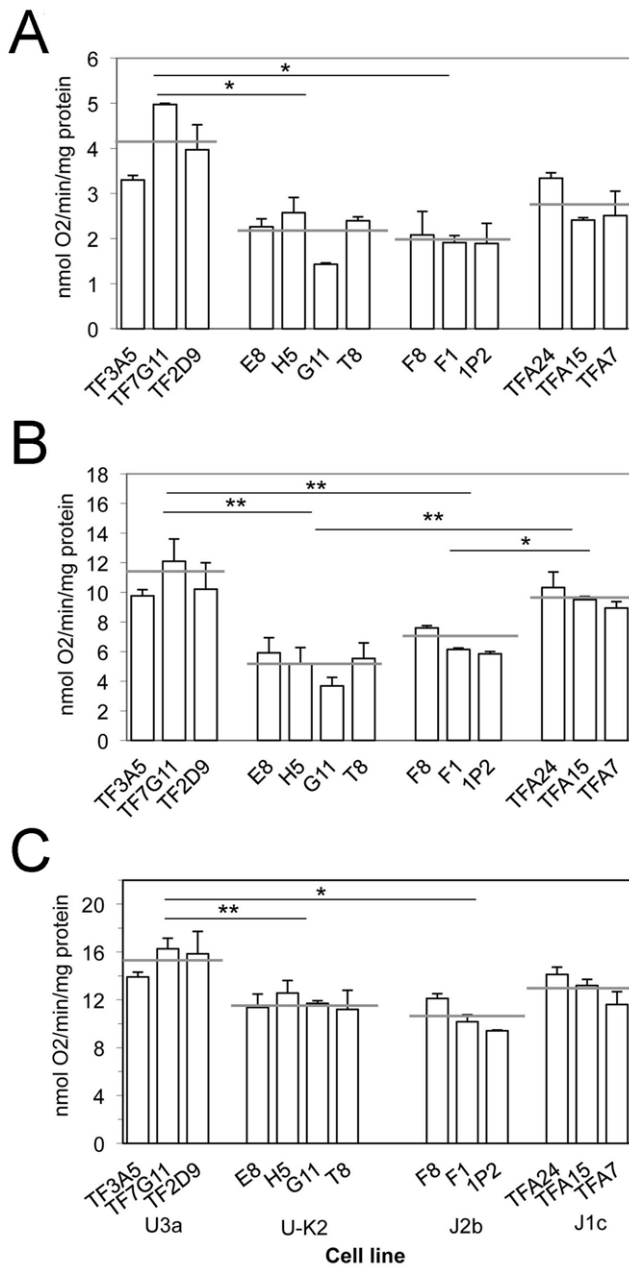 A
nmol O2/min/mg protein
6
5
4
3
2
1
0
*
*
TF3A5 TF7G11 TF2D9 E8 H5 G11 T8 F8 F1 1P2 TFA24 TFA15 TFA7
B
nmol O2/min/mg protein
18
16
14
12
10
8
6
4
2
0
**
**
**
*
TF3A5 TF7G11 TF2D9 E8 H5 G11 T8 F8 F1 1P2 TFA24 TFA15 TFA7
C
nmol O2/min/mg protein
20
16
12
8
4
0
*
**
TF3A5 TF7G11 TF2D9 E8 H5 G11 T8 F8 F1 1P2 TFA24 TFA15 TFA7
U3a U-K2 J2b J1c
Cell line